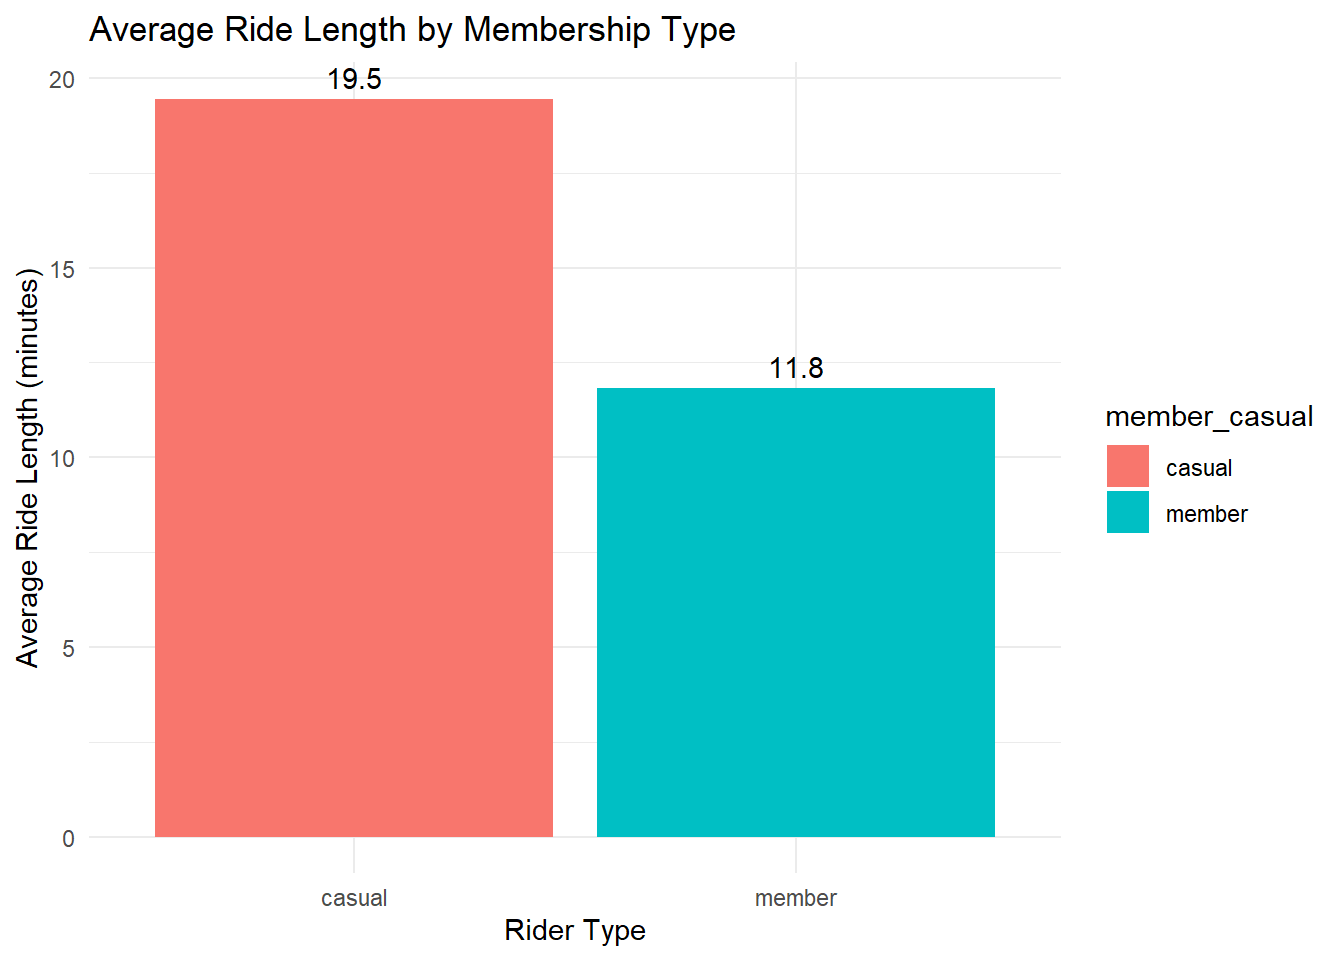 Average Ride Length by Membership Type
Average Ride Length (minutes)
20
15
10
5
0
19.5
11.8
casual
member
Rider Type
member_casual
casual
member